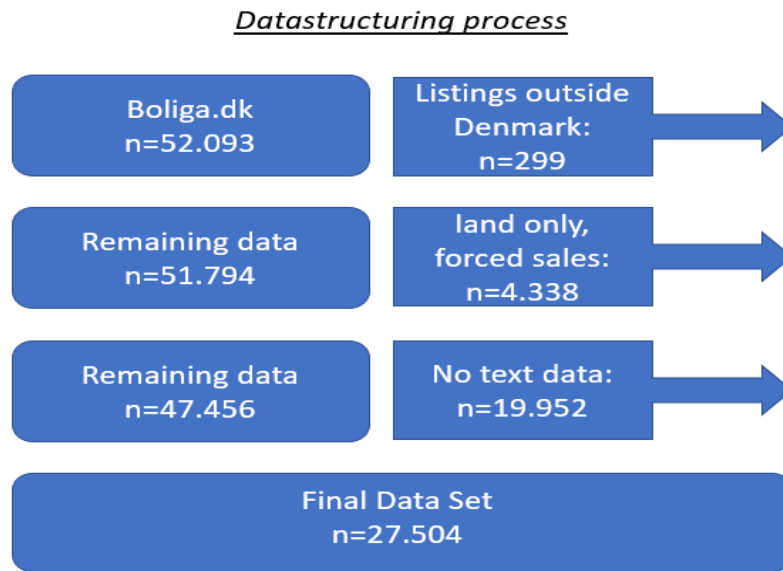 Datastructuring process
Boliga.dk
n=52.093
Listings outside
Denmark:
n=299
Remaining data
n=51.794
land only,
forced sales:
n=4.338
Remaining data
n=47.456
No text data:
n=19.952
Final Data Set
n=27.504